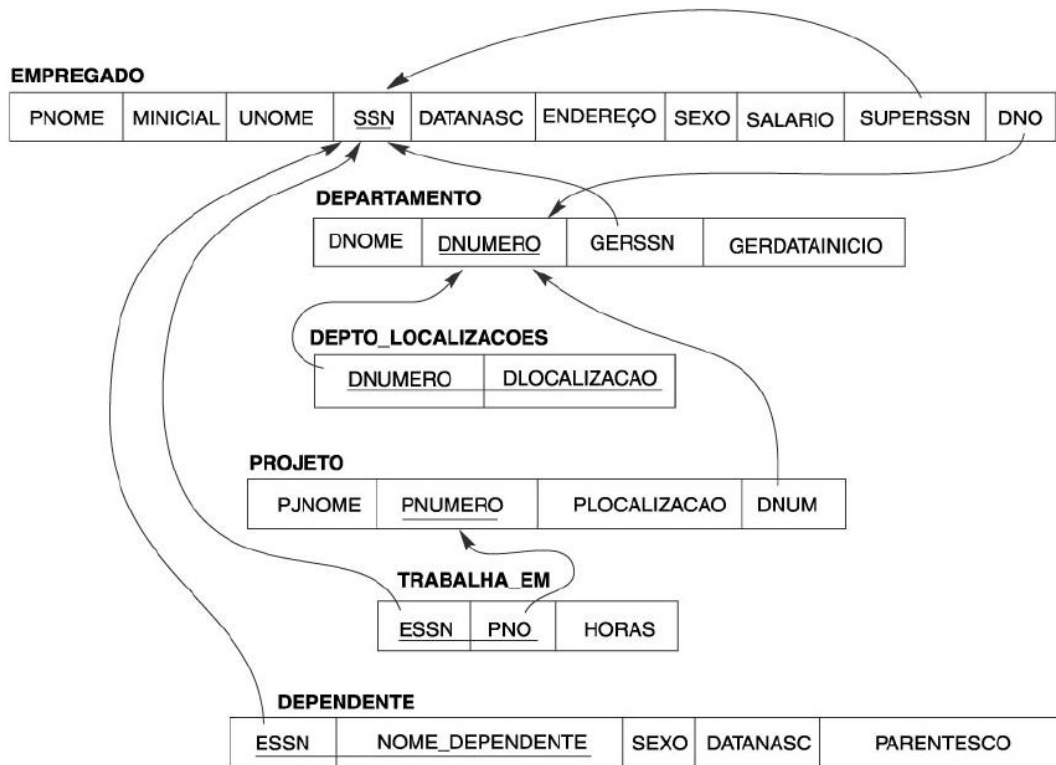 EMPREGADO
PNOME MINICIAL UNOME SSN DATANASC ENDEREÇO SEXO SALARIO SUPERSSN DNO
DEPARTAMENTO
DNOME DNUMERO GERSSN GERDATAINICIO
DEPTO_LOCALIZACOES
DNUMERO DLOCALIZACAO
PROJETO
PJNOME PNUMERO PLOCALIZACAO DNUM
TRABALHA_EM
ESSN PNO HORAS
DEPENDENTE
ESSN NOME_DEPENDENTE SEXO DATANASC PARENTESCO